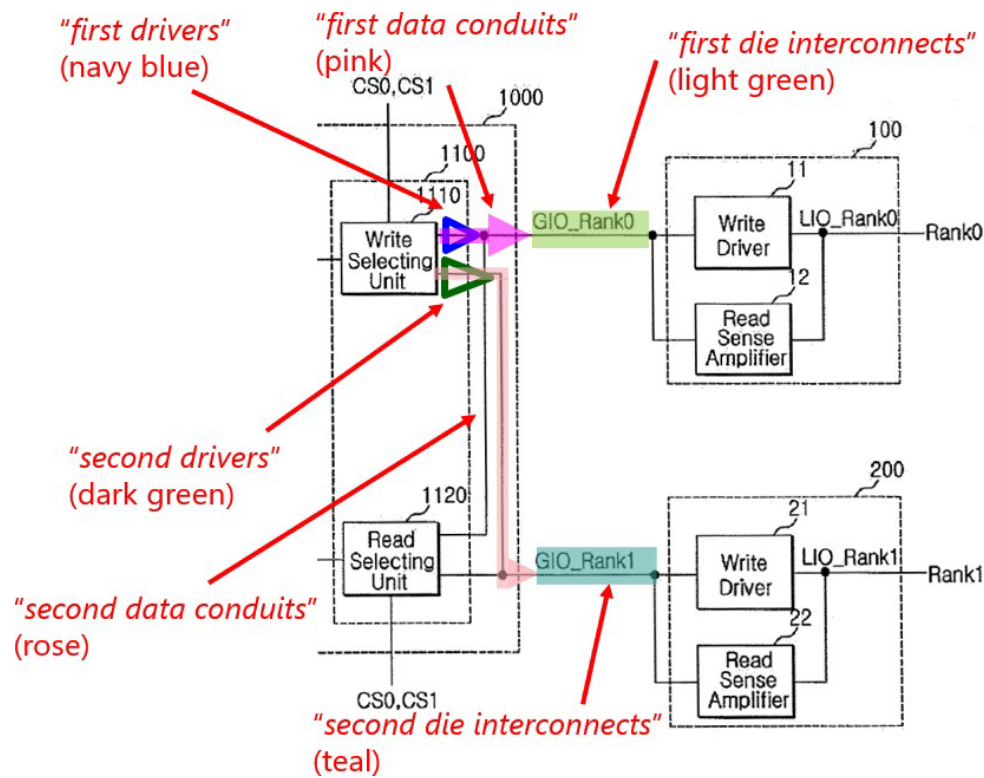 "first drivers"
(navy blue)
"first data conduits"
(pink)
"first die interconnects"
(light green)
CS0,CS1
1000
100
1100
1110
11
Write
Selecting
Unit
GIO_Rank0
Write
Driver
LIO_Rank0
Rank0
12
Read
Sense
Amplifier
"second drivers"
(dark green)
1120
Read
Selecting
Unit
200
21
GIO_Rank1
Write
Driver
LIO_Rank1
Rank1
22
Read
Sense
Amplifier
"second data conduits"
(rose)
CS0,CS1
"second die interconnects"
(teal)